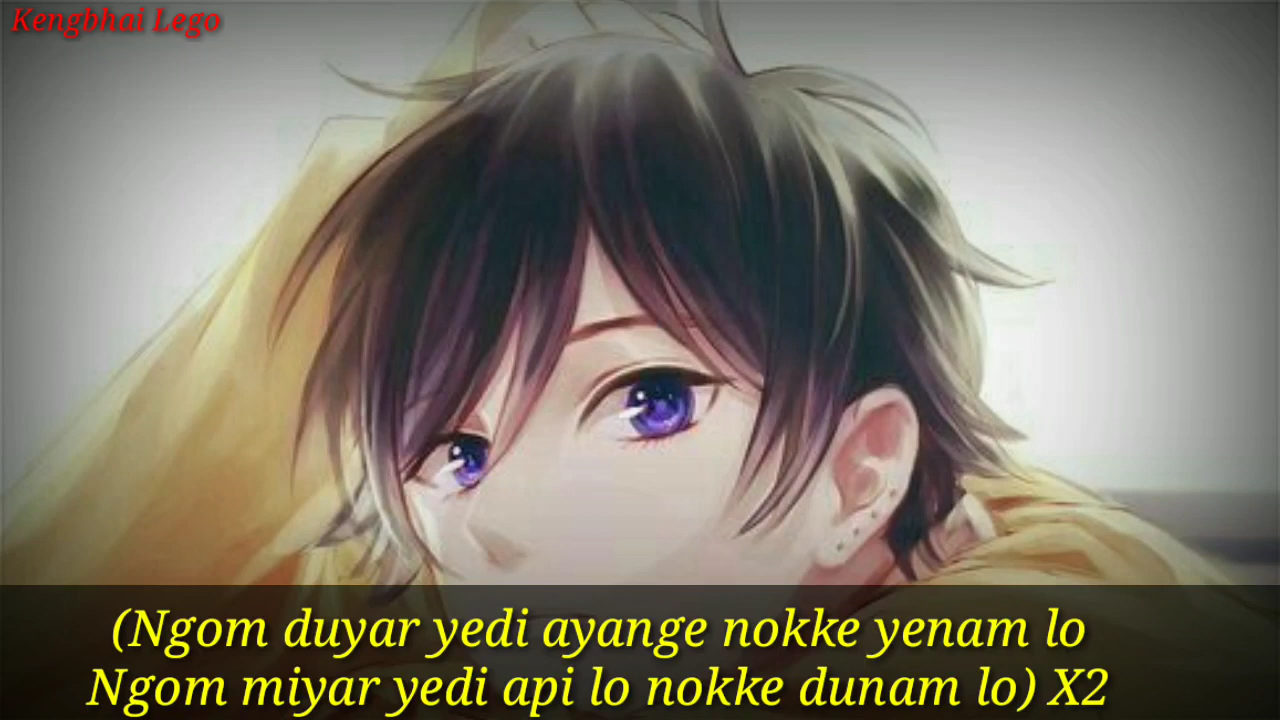 Kengbhai Lego
(Ngom duyar yedi ayange nokke yenam lo
Ngom miyar yedi api lo nokke dunam lo) X2